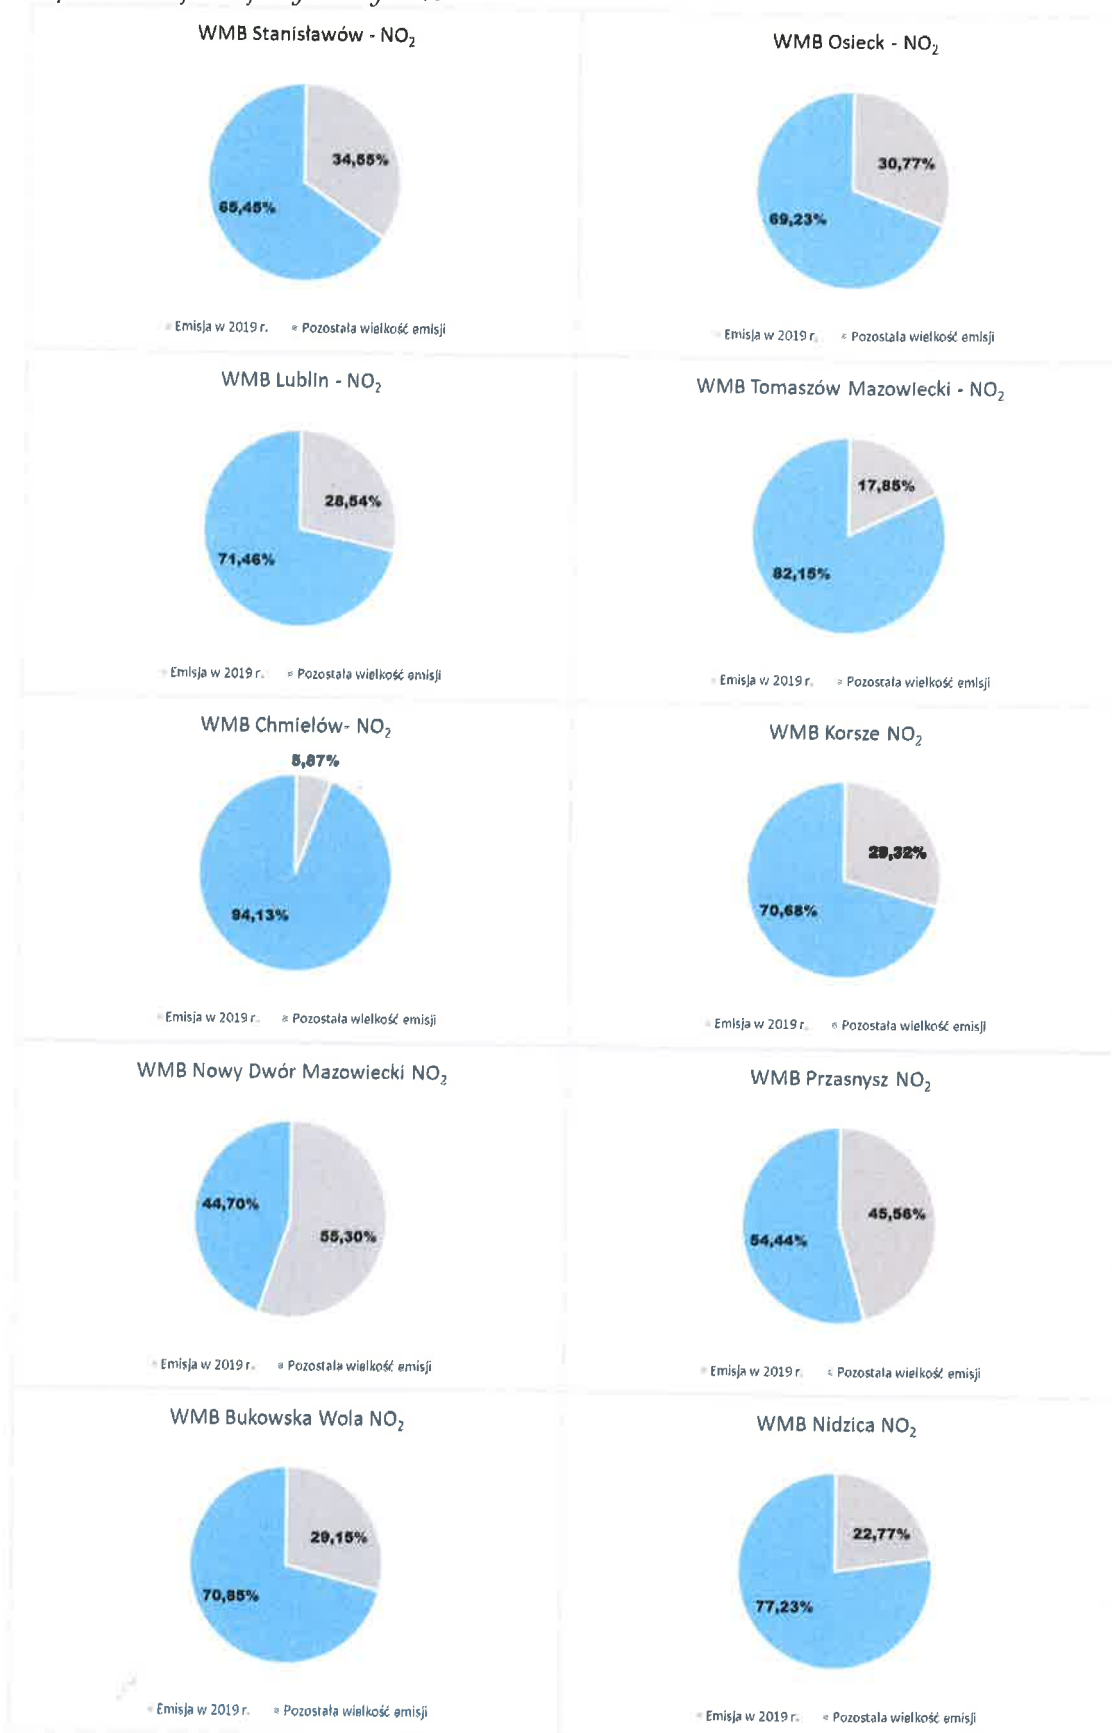 WMB Stanisławów - NO₂
34,55%
65,45%
Emisja w 2019 r. Pozostała wielkość emisji
WMB Osieck - NO₂
30,77%
69,23%
Emisja w 2019 r. Pozostała wielkość emisji
WMB Lublin - NO₂
28,54%
71,46%
Emisja w 2019 r. Pozostała wielkość emisji
WMB Tomaszów Mazowiecki - NO₂
17,85%
82,15%
Emisja w 2019 r. Pozostała wielkość emisji
WMB Chmielów- NO₂
5,87%
94,13%
Emisja w 2019 r. Pozostała wielkość emisji
WMB Korsze NO₂
29,32%
70,68%
Emisja w 2019 r. Pozostała wielkość emisji
WMB Nowy Dwór Mazowiecki NO₂
44,70%
55,30%
Emisja w 2019 r. Pozostała wielkość emisji
WMB Przasnysz NO₂
45,56%
54,44%
Emisja w 2019 r. Pozostała wielkość emisji
WMB Bukowska Wola NO₂
29,15%
70,85%
Emisja w 2019 r. Pozostała wielkość emisji
WMB Nidzica NO₂
22,77%
77,23%
Emisja w 2019 r. Pozostała wielkość emisji